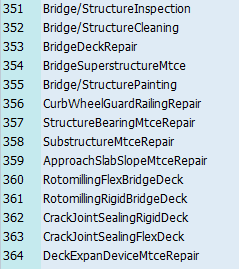 351 Bridge/StructureInspection
352 Bridge/StructureCleaning
353 BridgeDeckRepair
354 BridgeSuperstructureMtce
355 Bridge/StructurePainting
356 CurbWheelGuardRailingRepair
357 StructureBearingMtceRepair
358 SubstructureMtceRepair
359 ApproachSlabSlopeMtceRepair
360 RotomillingFlexBridgeDeck
361 RotomillingRigidBridgeDeck
362 CrackJointSealingRigidDeck
363 CrackJointSealingFlexDeck
364 DeckExpanDeviceMtceRepair